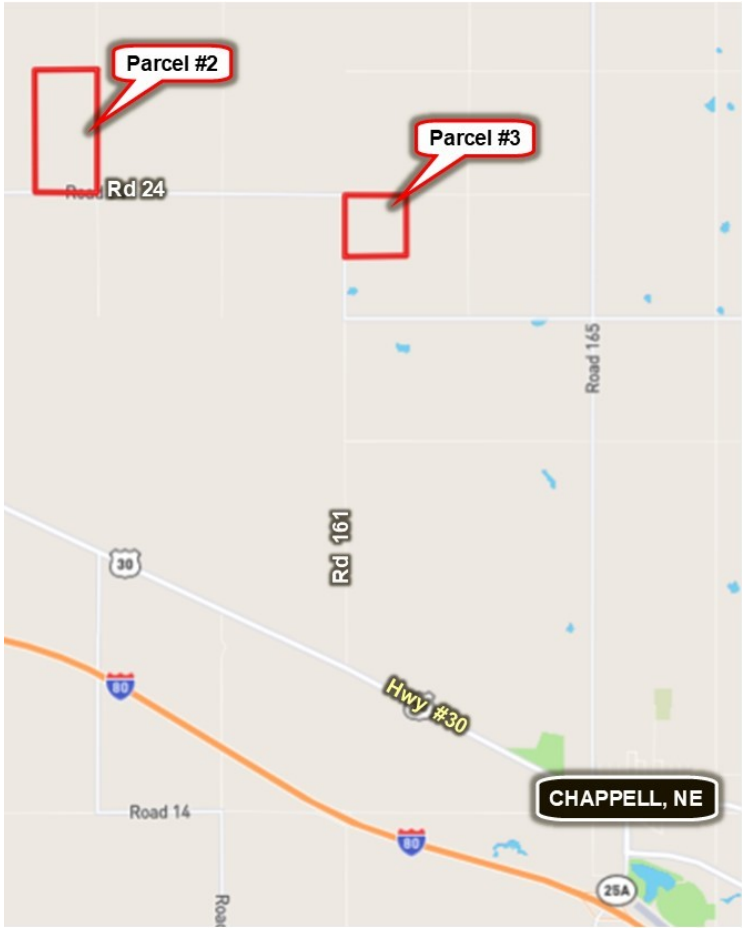 Parcel #2
Parcel #3
Road
Rd 24
Road 165
Rd 161
30
80
Hwy #30
CHAPPELL, NE
Road 14
80
25A
Road